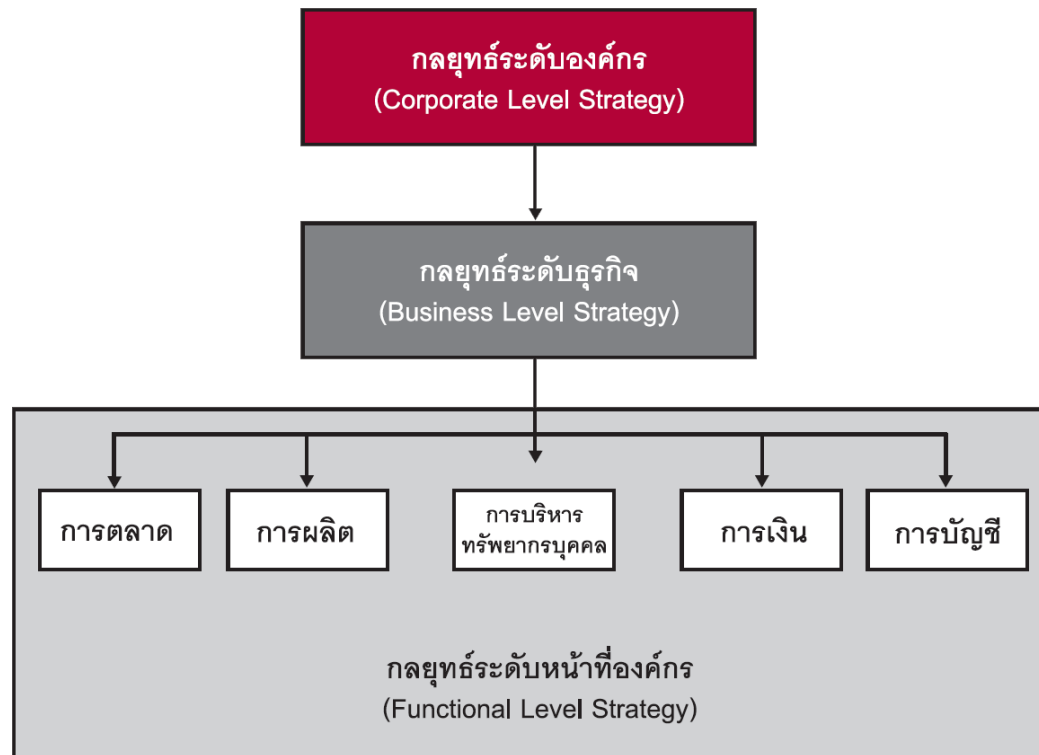 กลยุทธ์ระดับองค์กร
(Corporate Level Strategy)
กลยุทธ์ระดับธุรกิจ
(Business Level Strategy)
การตลาด
การผลิต
การบริหาร
ทรัพยากรบุคคล
การเงิน
การบัญชี
กลยุทธ์ระดับหน้าที่องค์กร
(Functional Level Strategy)